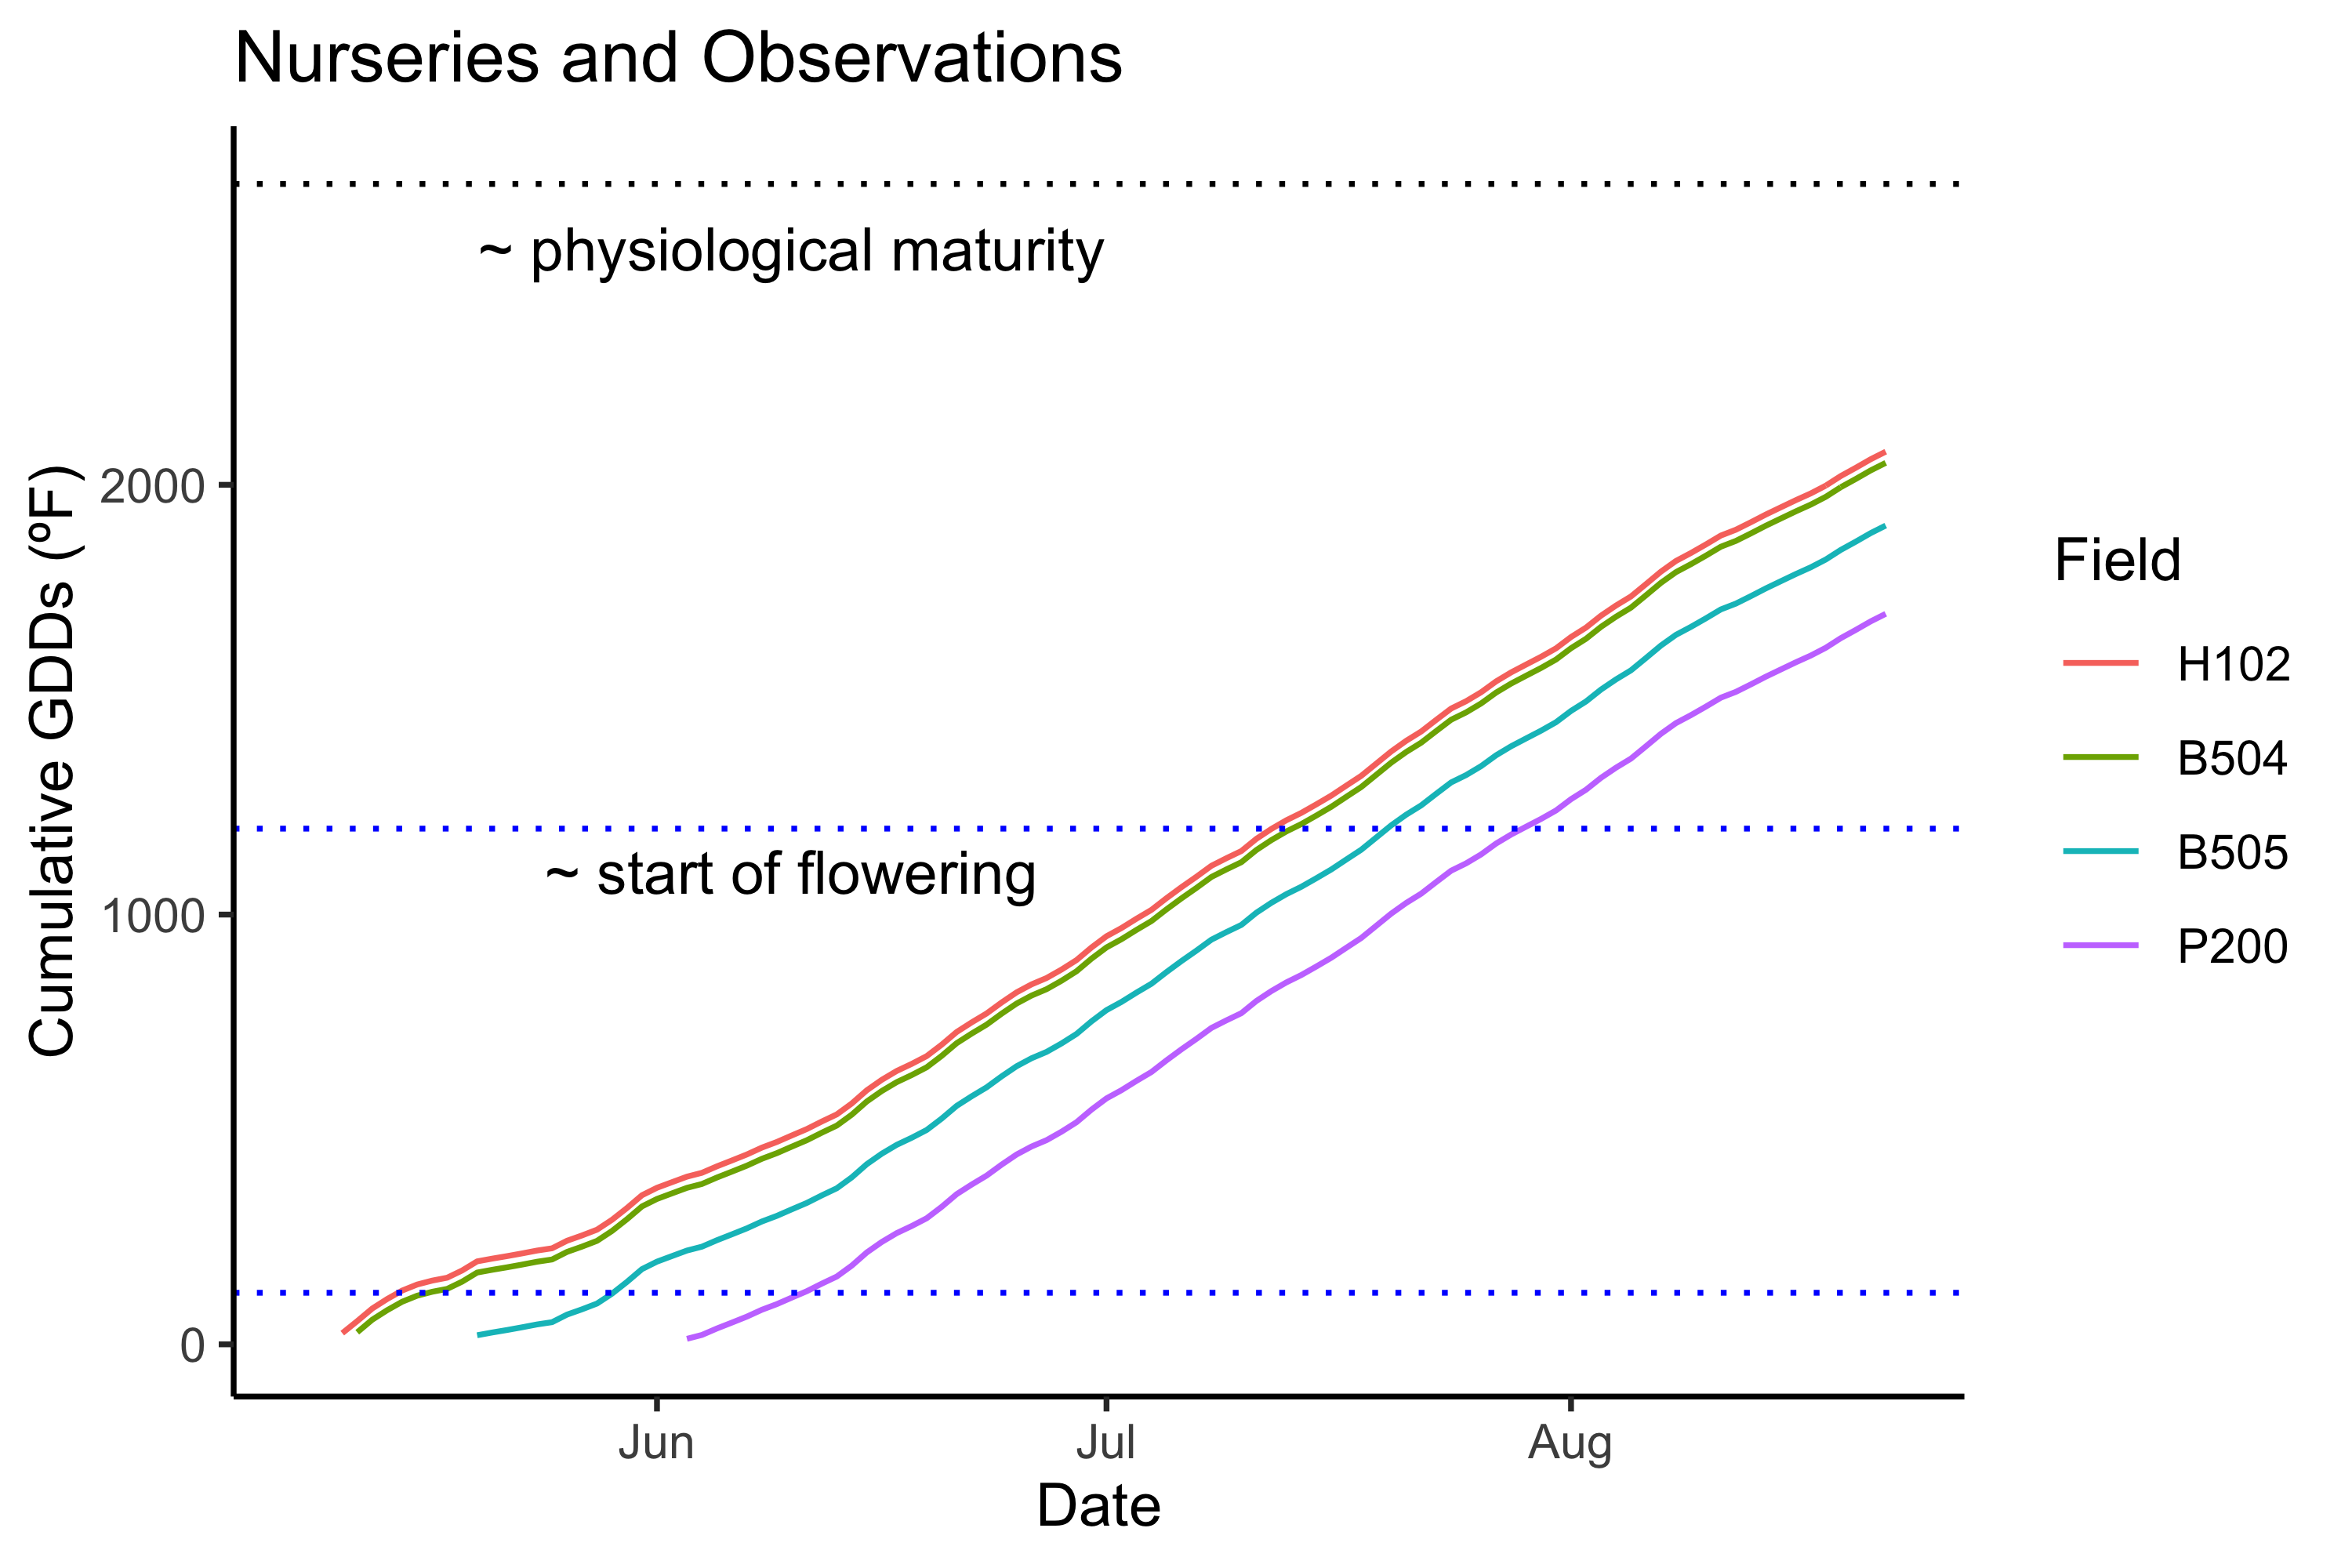 Nurseries and Observations
~ physiological maturity
~ start of flowering
Cumulative GDDs (ºF)
2000
1000
0
Jun
Jul
Aug
Date
Field
H102
B504
B505
P200